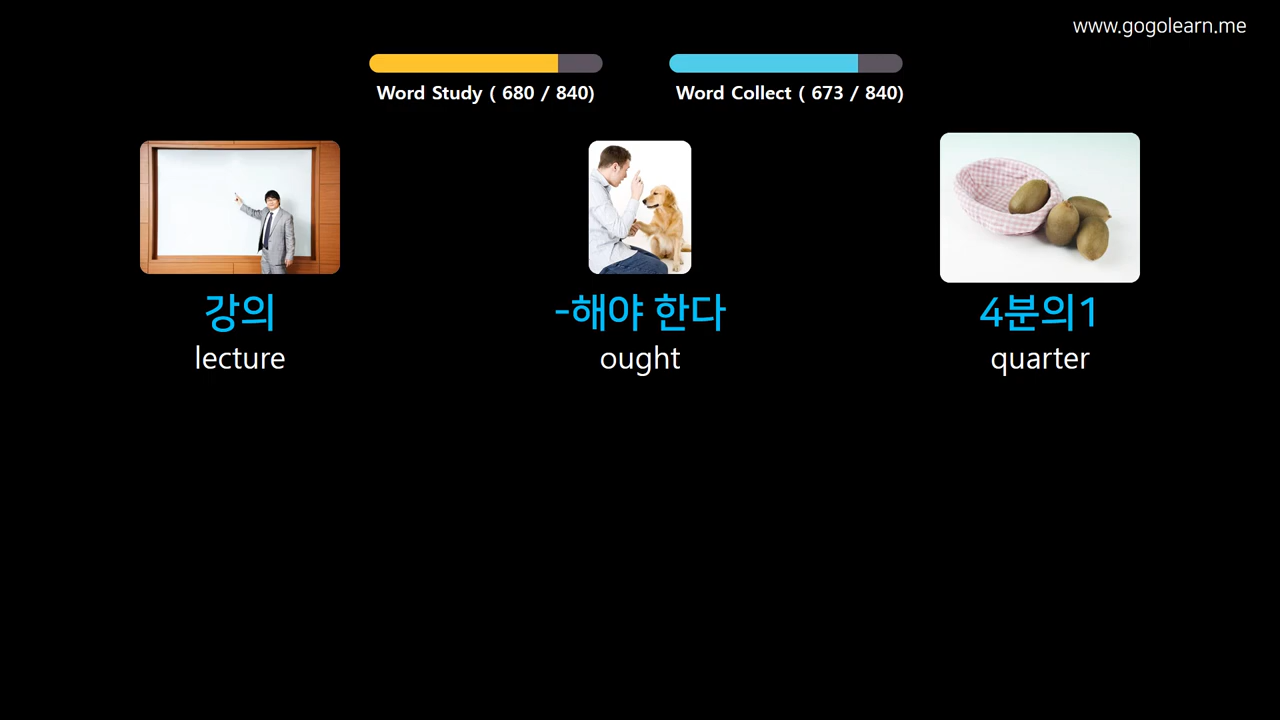 www.gogolearn.me
Word Study ( 680 / 840)
Word Collect ( 673 / 840)
강의
lecture
-해야 한다
ought
4분의1
quarter